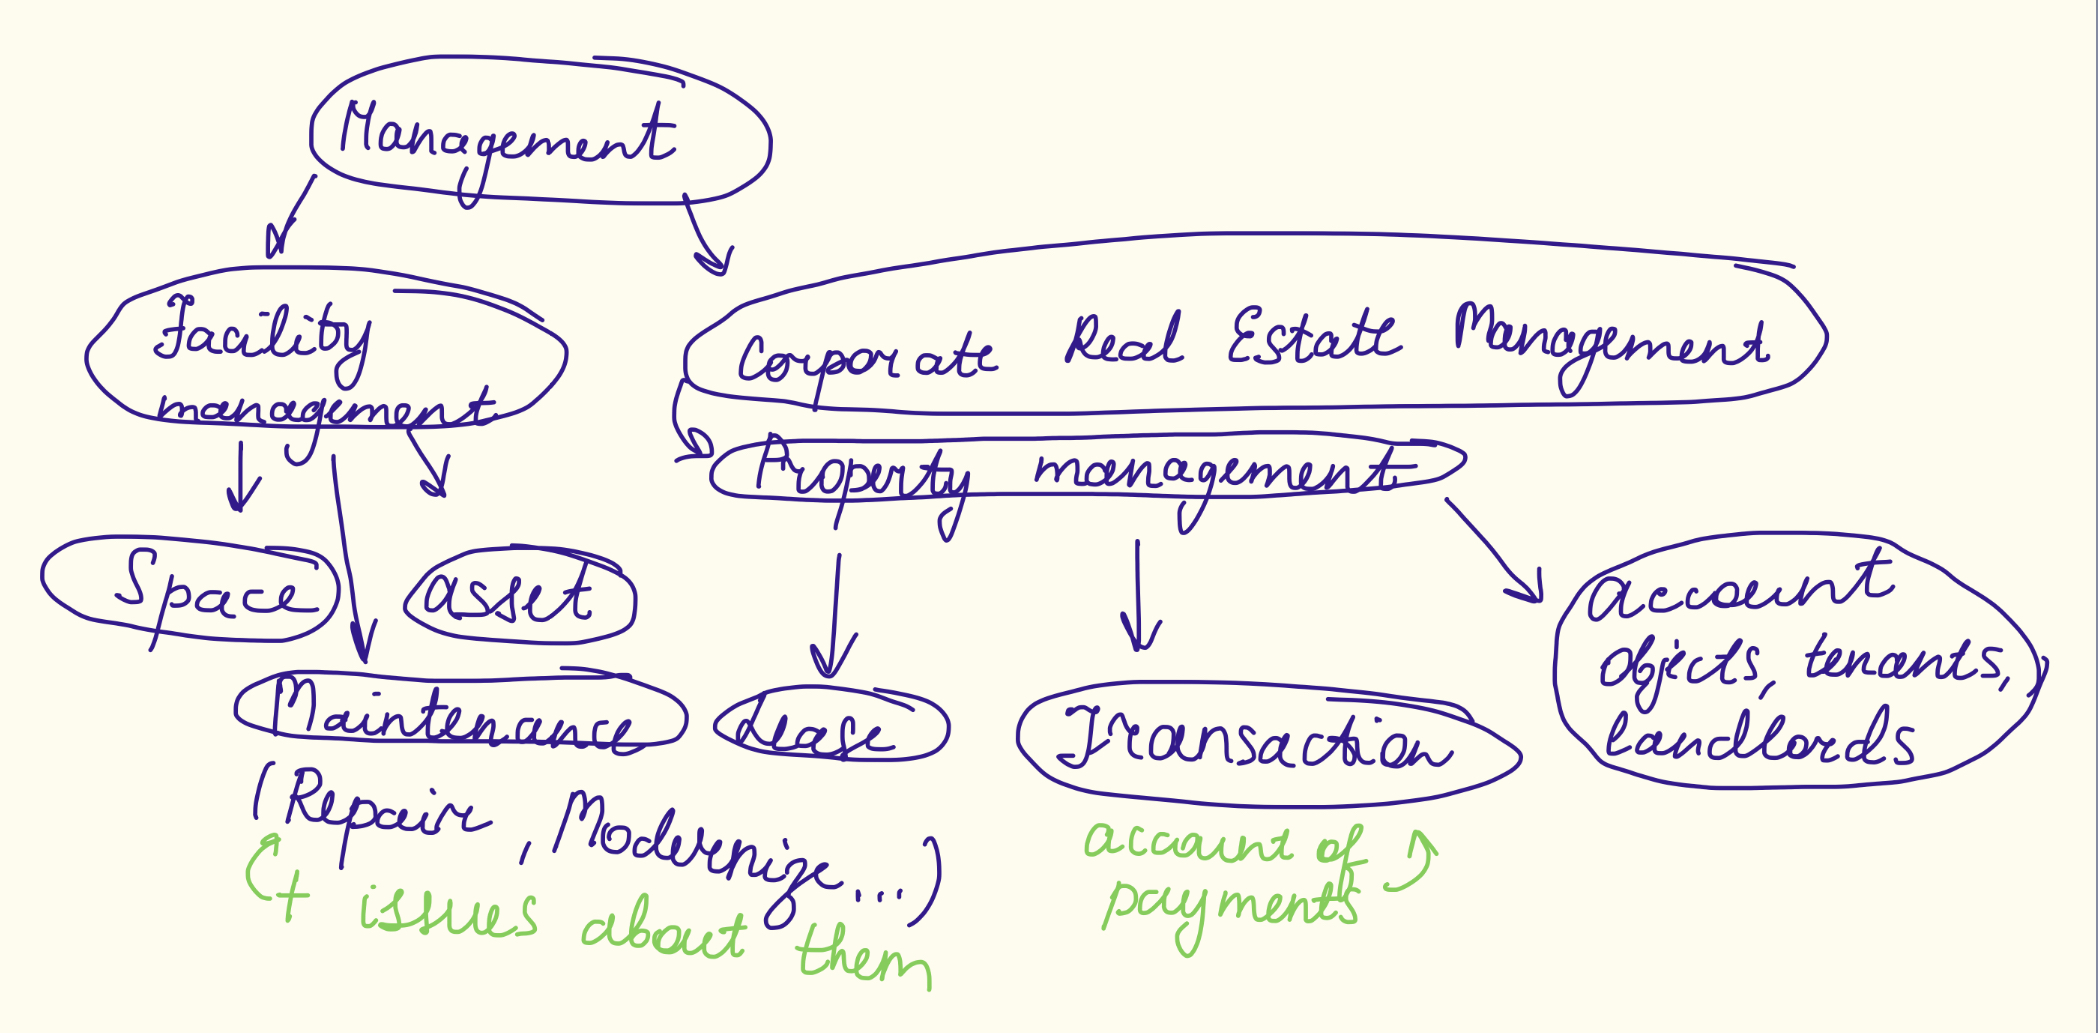 Management
Facility
management
Corporate Real Estate Management
Property management
Space
asset
Maintenance
(Repair, Modernize...)
+ issues about them
Lease
Transaction
account of
payments
account
objects, tenants,
landlords